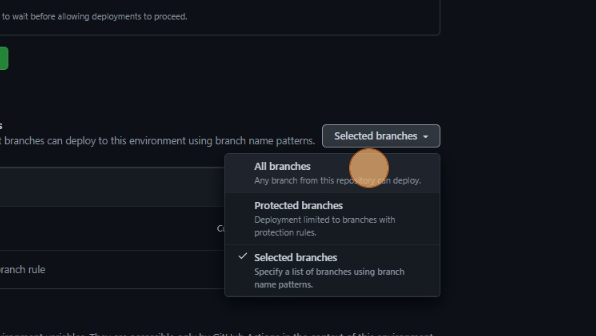 to wait before allowing deployments to proceed.
branches can deploy to this environment using branch name patterns.
Selected branches
All branches
Any branch from this repository can deploy.
Protected branches
Deployment limited to branches with
protection rules.
Selected branches
Specify a list of branches using branch
name patterns.
ranch rule